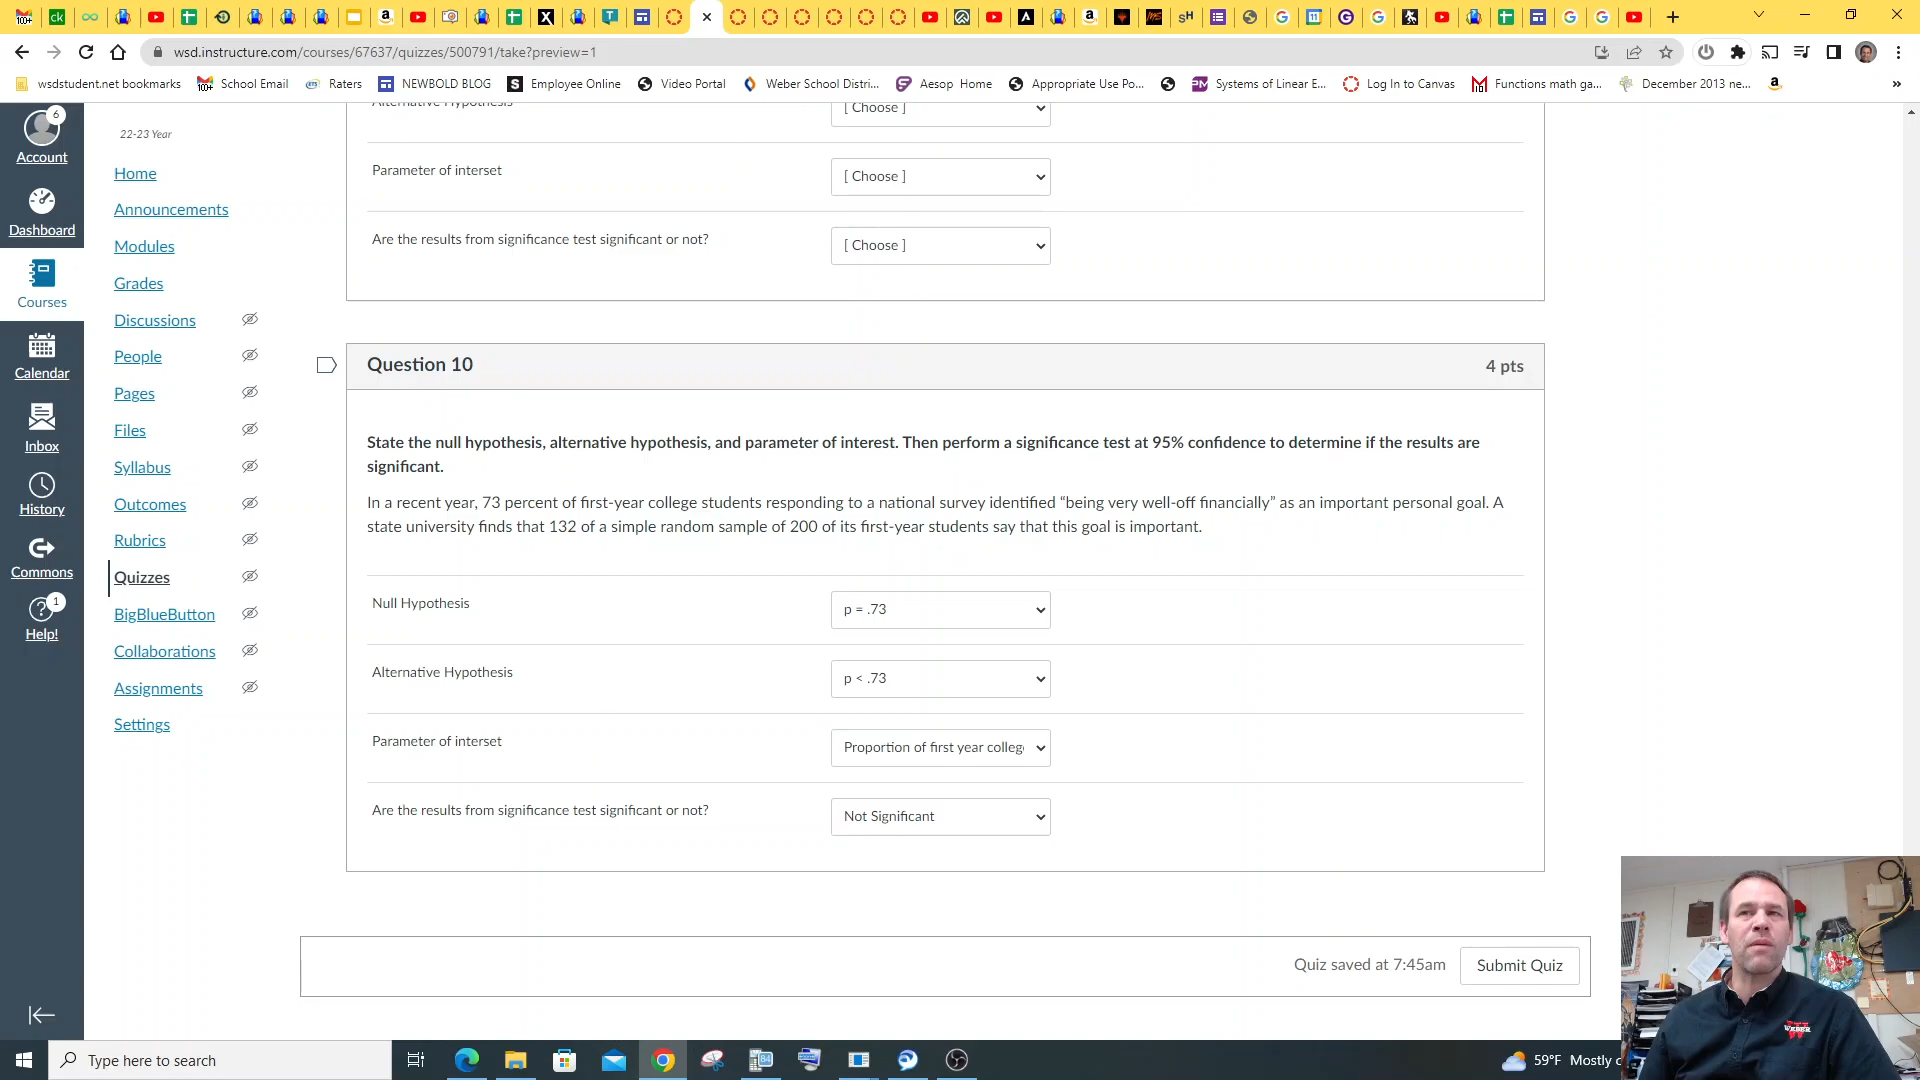 wsd.instructure.com/courses/67637/quizzes/500791/take?preview=1
wsdstudent.net bookmarks
School Email
Raters
NEWBOLD BLOG
Employee Online
Video Portal
Weber School Distri...
Aesop Home
Appropriate Use Po...
Systems of Linear E...
Log In to Canvas
Functions math ga...
December 2013 ne...
»
6
Account
Dashboard
Courses
Calendar
Inbox
History
Commons
1
Help!
22-23 Year
Home
Announcements
Modules
Grades
Discussions
People
Pages
Files
Syllabus
Outcomes
Rubrics
Quizzes
BigBlueButton
Collaborations
Assignments
Settings
Alternative Hypothesis
[ Choose ]
Parameter of interset
[ Choose ]
Are the results from significance test significant or not?
[ Choose ]
Question 10
4 pts
State the null hypothesis, alternative hypothesis, and parameter of interest. Then perform a significance test at 95% confidence to determine if the results are
significant.
In a recent year, 73 percent of first-year college students responding to a national survey identified “being very well-off financially” as an important personal goal. A
state university finds that 132 of a simple random sample of 200 of its first-year students say that this goal is important.
Null Hypothesis
p = .73
Alternative Hypothesis
p < .73
Parameter of interset
Proportion of first year colleg
Are the results from significance test significant or not?
Not Significant
Quiz saved at 7:45am
Submit Quiz
WEBER
Type here to search
59°F Mostly c